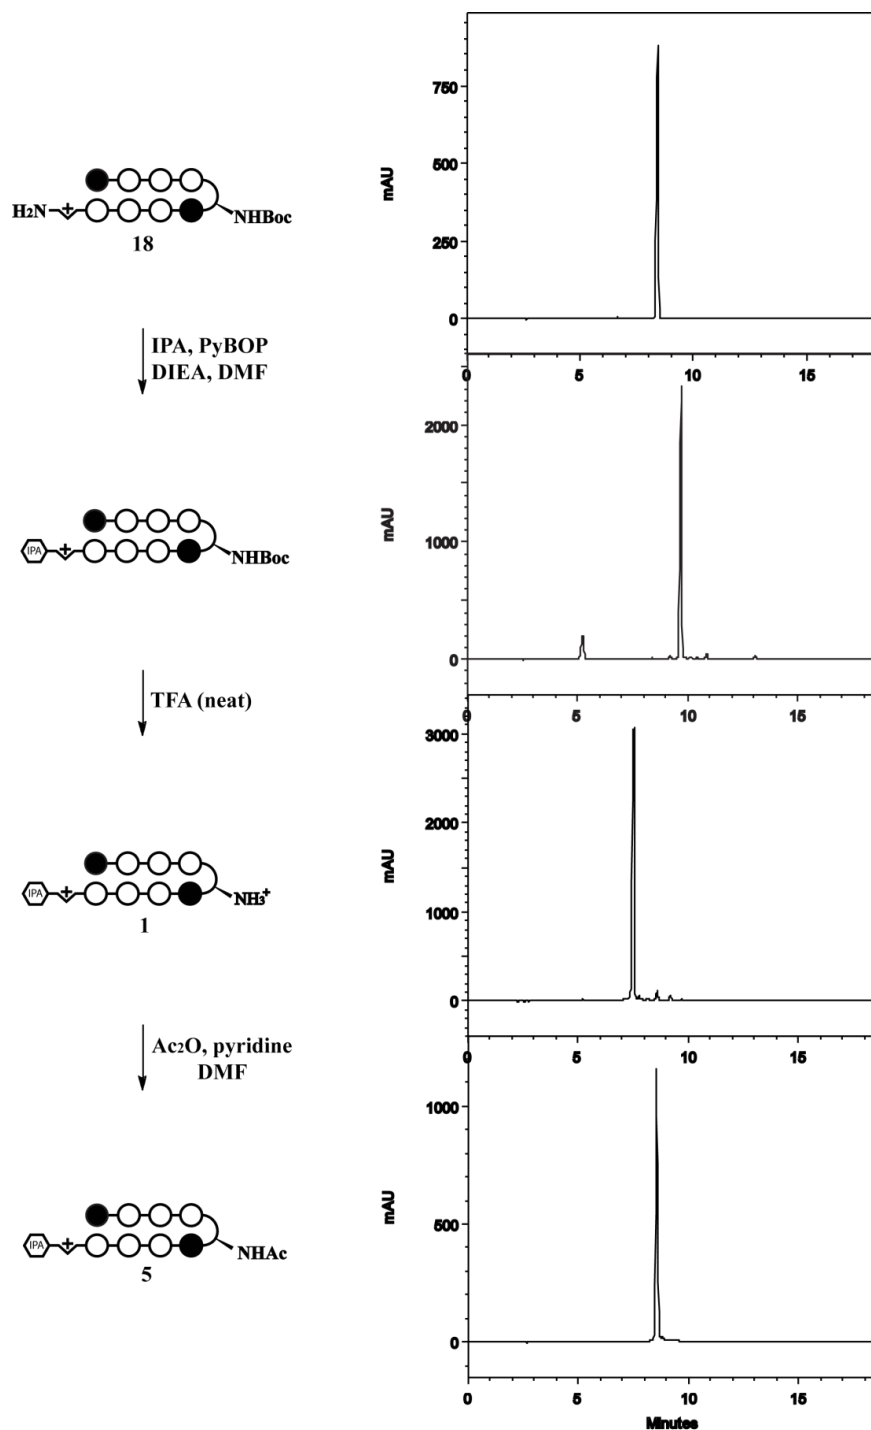 750
500
mAU
250
0
H2N
+
NHBoc
18
0
5
10
15
IPA, PyBOP
DIEA, DMF
2000
mAU
1000
0
IPA
+
NHBoc
0
5
10
15
TFA (neat)
3000
2000
mAU
1000
0
IPA
+
NH3+
1
0
5
10
15
Ac2O, pyridine
DMF
1000
mAU
500
0
IPA
+
NHAc
5
0
5
10
15
Minutes